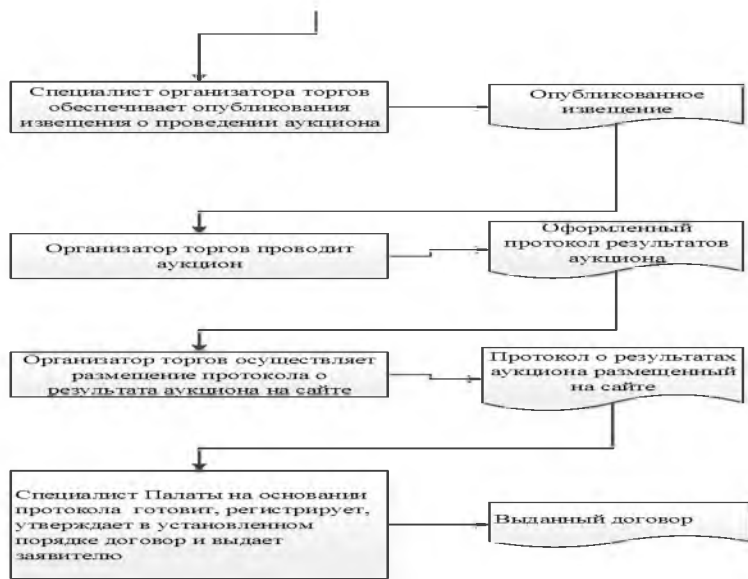 Специалист организатора торгов
обеспечивает опубликования
извещения о проведении аукциона
Опубликованное
извещение
Организатор торгов проводит
аукцион
Оформленный
протокол результатов
аукциона
Организатор торгов осуществляет
размещение протокола о
результата аукциона на сайте
Протокол о результатах
аукциона размещенный
на сайте
Специалист Палаты на основании
протокола готовит, регистрирует,
утверждает в установленном
порядке договор и выдает
заявителю
Выданный договор